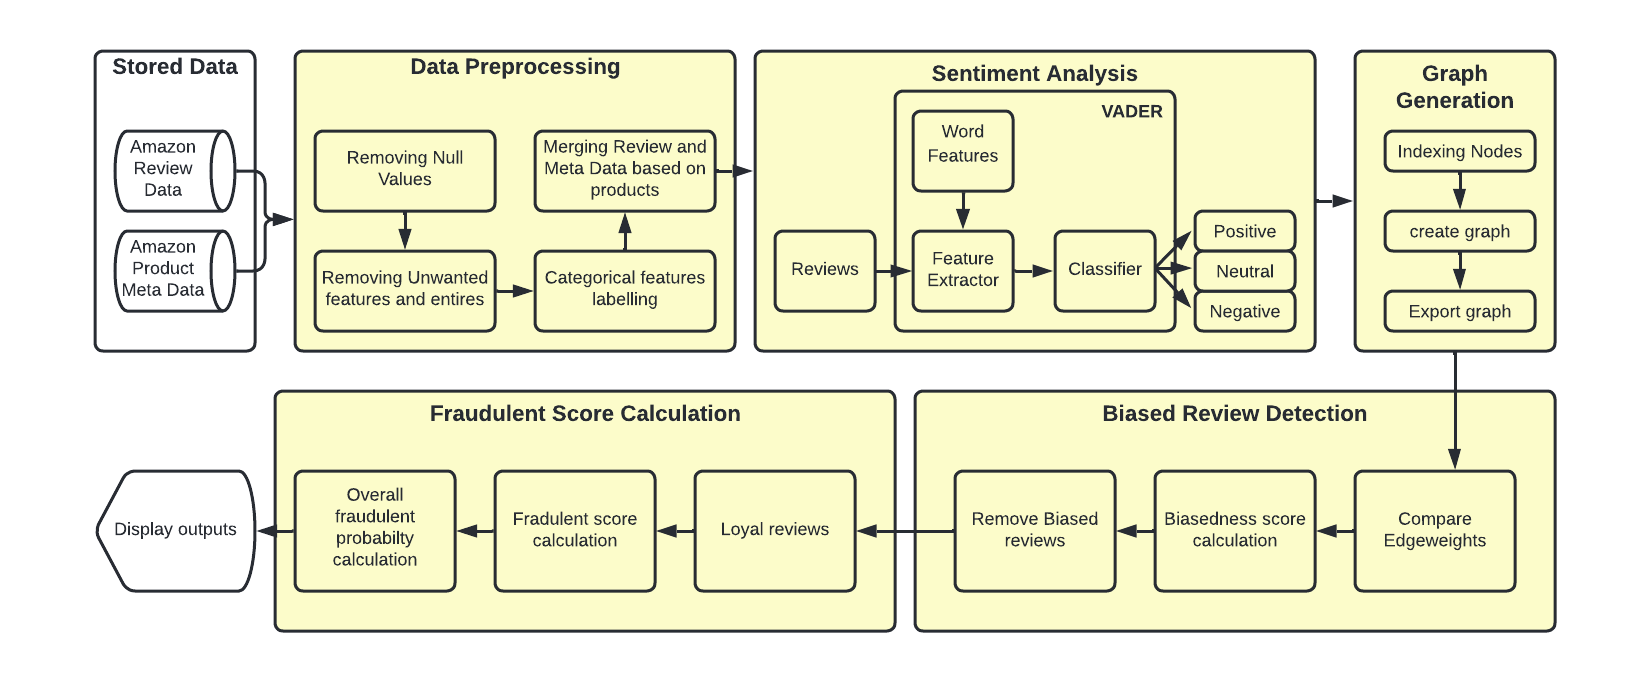 Stored Data
Amazon
Review
Data
Amazon
Product
Meta Data
Data Preprocessing
Removing Null
Values
Removing Unwanted
features and entires
Categorical features
labelling
Merging Review and
Meta Data based on
products
Sentiment Analysis
VADER
Word
Features
Reviews
Feature
Extractor
Classifier
Positive
Neutral
Negative
Graph
Generation
Indexing Nodes
create graph
Export graph
Biased Review Detection
Compare
Edgeweights
Biasedness score
calculation
Remove Biased
reviews
Fraudulent Score Calculation
Loyal reviews
Fradulent score
calculation
Overall
fraudulent
probabilty
calculation
Display outputs